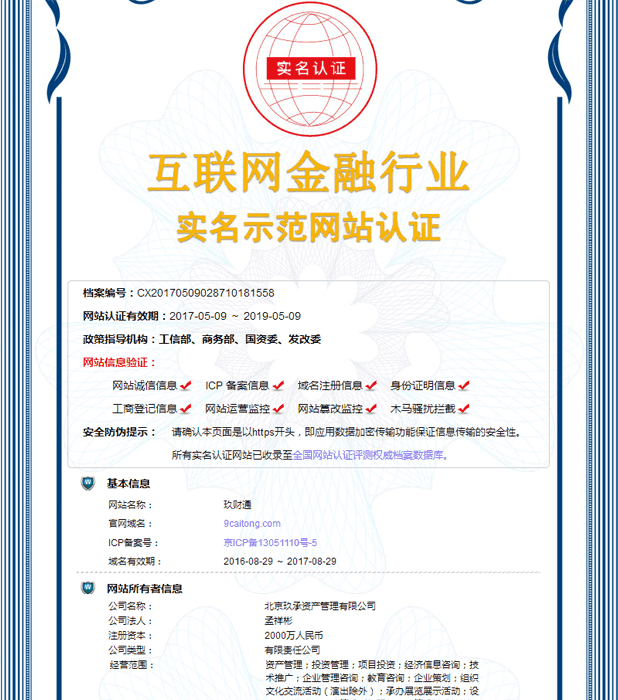 实名认证
互联网金融行业
实名示范网站认证
档案编号：CX20170509028710181558
网站认证有效期：2017-05-09 ～ 2019-05-09
政策指导机构：工信部、商务部、国资委、发改委
网站信息验证：
网站诚信信息 ICP 备案信息 域名注册信息 身份证明信息
工商登记信息 网站运营监控 网站篡改监控 木马骚扰拦截
安全防伪提示： 请确认本页面是以https开头，即应用数据加密传输功能保证信息传输的安全性。
所有实名认证网站已收录至全国网站认证评测权威档案数据库。
基本信息
网站名称： 玖财通
官网域名： 9caitong.com
ICP备案号： 京ICP备13051110号-5
域名有效期： 2016-08-29 ～ 2017-08-29
网站所有者信息
公司名称： 北京玖承资产管理有限公司
公司法人： 孟祥彬
注册资本： 2000万人民币
公司类型： 有限责任公司
经营范围： 资产管理；投资管理；项目投资；经济信息咨询；技
术推广；企业管理咨询；教育咨询；企业策划；组织
文化交流活动（演出除外）；承办展览展示活动；设